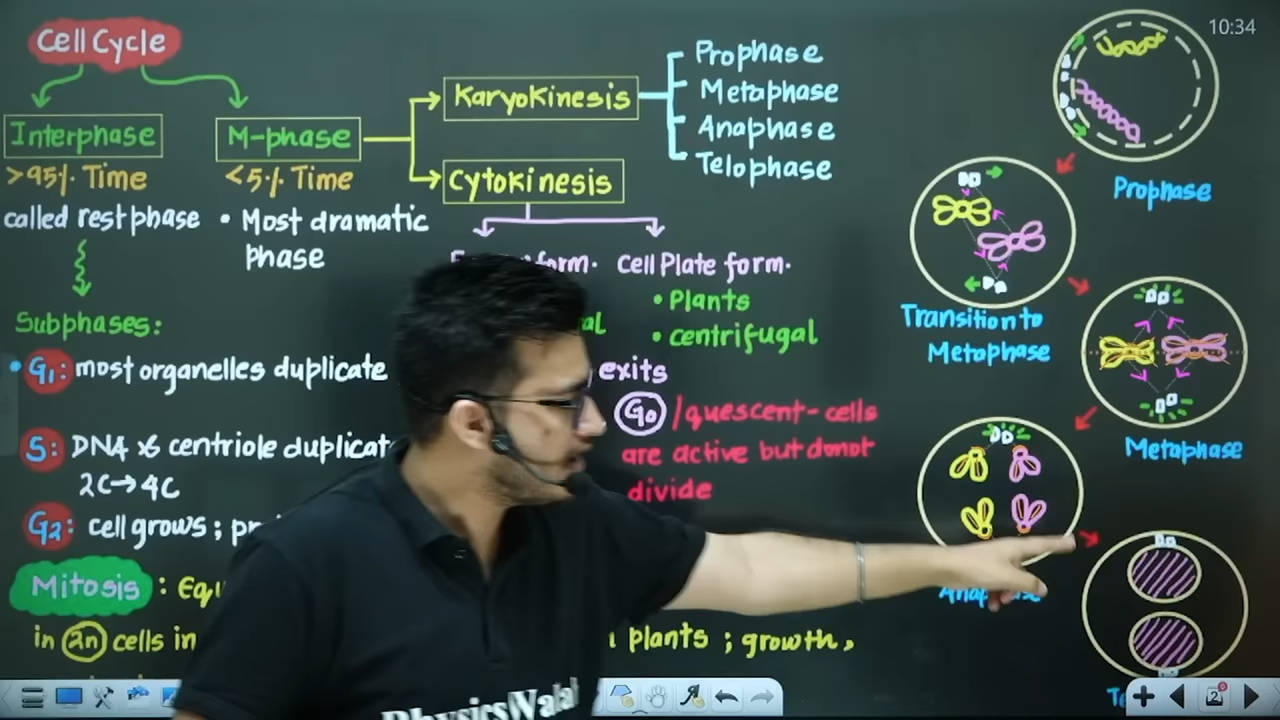 Cell Cycle
10:34
Interphase
>95% Time
called rest phase
M-phase
<5% Time
• Most dramatic
phase
Karyokinesis
Prophase
Metaphase
Anaphase
Telophase
Cytokinesis
form.
Cell Plate form.
• Plants
• centrifugal
Subphases:
• G1: most organelles duplicate
exits
G0 /quescent-cells
are active but donot
divide
S: DNA & centriole duplicat
2C→4C
G2: cell grows;
Mitosis :
in 2n cells in
plants ; growth,
Prophase
Transition to
Metaphase
Metaphase
PhysicsWallah
2